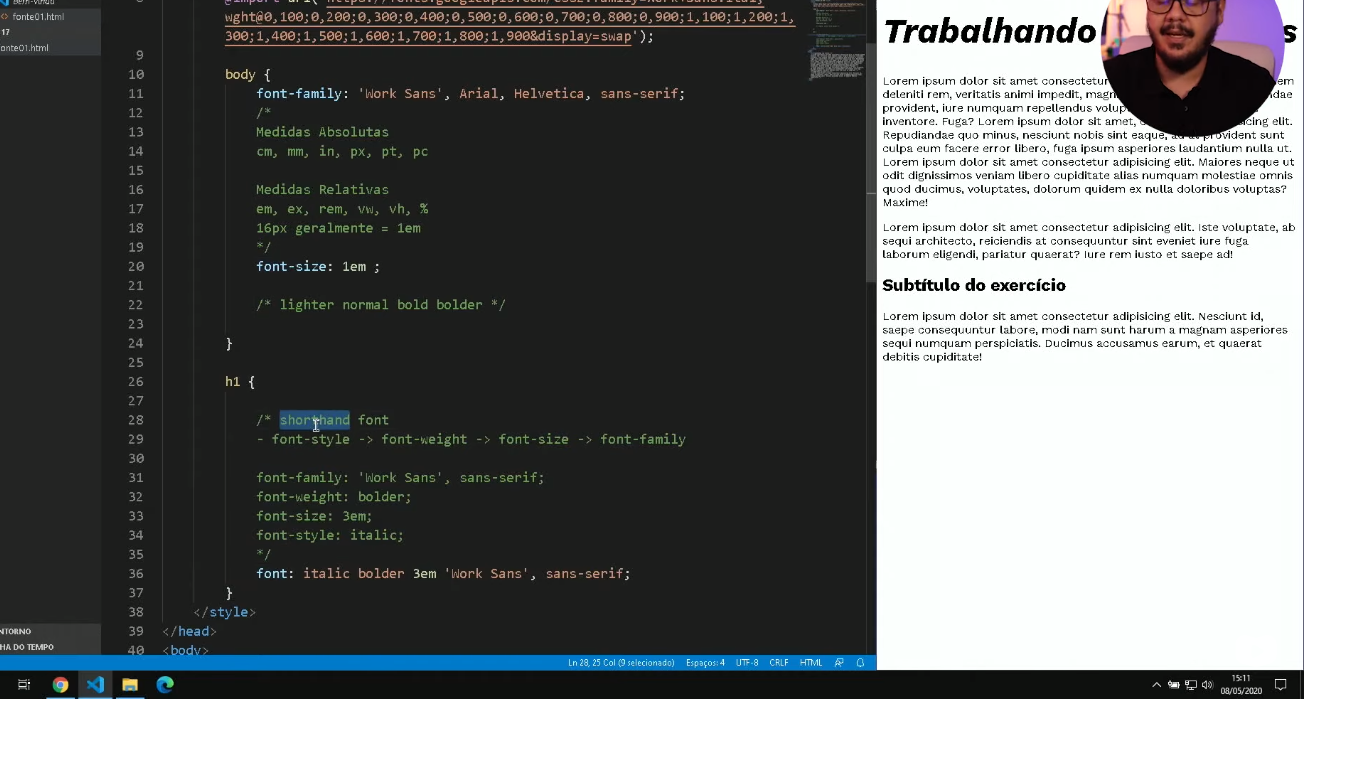 fonte01.html
17
@import url('https://fonts.googleapis.com/css2?family=Work+Sans:ital,
wght@0,100;0,200;0,300;0,400;0,500;0,600;0,700;0,800;0,900;1,100;1,200;1,
300;1,400;1,500;1,600;1,700;1,800;1,900&display=swap');
9
10 body {
11 font-family: 'Work Sans', Arial, Helvetica, sans-serif;
12 /*
13 Medidas Absolutas
14 cm, mm, in, px, pt, pc
15
16 Medidas Relativas
17 em, ex, rem, vw, vh, %
18 16px geralmente = 1em
19 */
20 font-size: 1em ;
21
22 /* lighter normal bold bolder */
23
24 }
25
26 h1 {
27
28 /* shorthand font
29 - font-style -> font-weight -> font-size -> font-family
30
31 font-family: 'Work Sans', sans-serif;
32 font-weight: bolder;
33 font-size: 3em;
34 font-style: italic;
35 */
36 font: italic bolder 3em 'Work Sans', sans-serif;
37 }
38 </style>
39 </head>
40 <body>
NTORNO
HA DO TEMPO
Ln 28, 25 Col (9 selecionado) Espaços: 4 UTF-8 CRLF HTML
Trabalhando s
Lorem ipsum dolor sit amet consectetur em
deleniti rem, veritatis animi impedit, ndae
provident, iure numquam repellendus
inventore. Fuga? Lorem ipsum dolor sit amet, cing elit.
Repudiandae quo minus, nesciunt nobis sint eaque, provident sunt
culpa eum facere error libero, fuga ipsum asperiores laudantium nulla ut.
Lorem ipsum dolor sit amet consectetur adipisicing elit. Maiores neque ut
odit dignissimos veniam libero cupiditate alias numquam molestiae omnis
quod ducimus, voluptates, dolorum quidem ex nulla doloribus voluptas?
Maxime!
Lorem ipsum dolor sit amet consectetur adipisicing elit. Iste voluptate, ab
sequi architecto, reiciendis at consequuntur sint eveniet iure fuga
laborum eligendi, pariatur quaerat? Iure rem iusto et saepe ad!
Subtítulo do exercício
Lorem ipsum dolor sit amet consectetur adipisicing elit. Nesciunt id,
saepe consequuntur labore, modi nam sunt harum a magnam asperiores
sequi numquam perspiciatis. Ducimus accusamus earum, et quaerat
debitis cupiditate!
15:11
08/05/2020